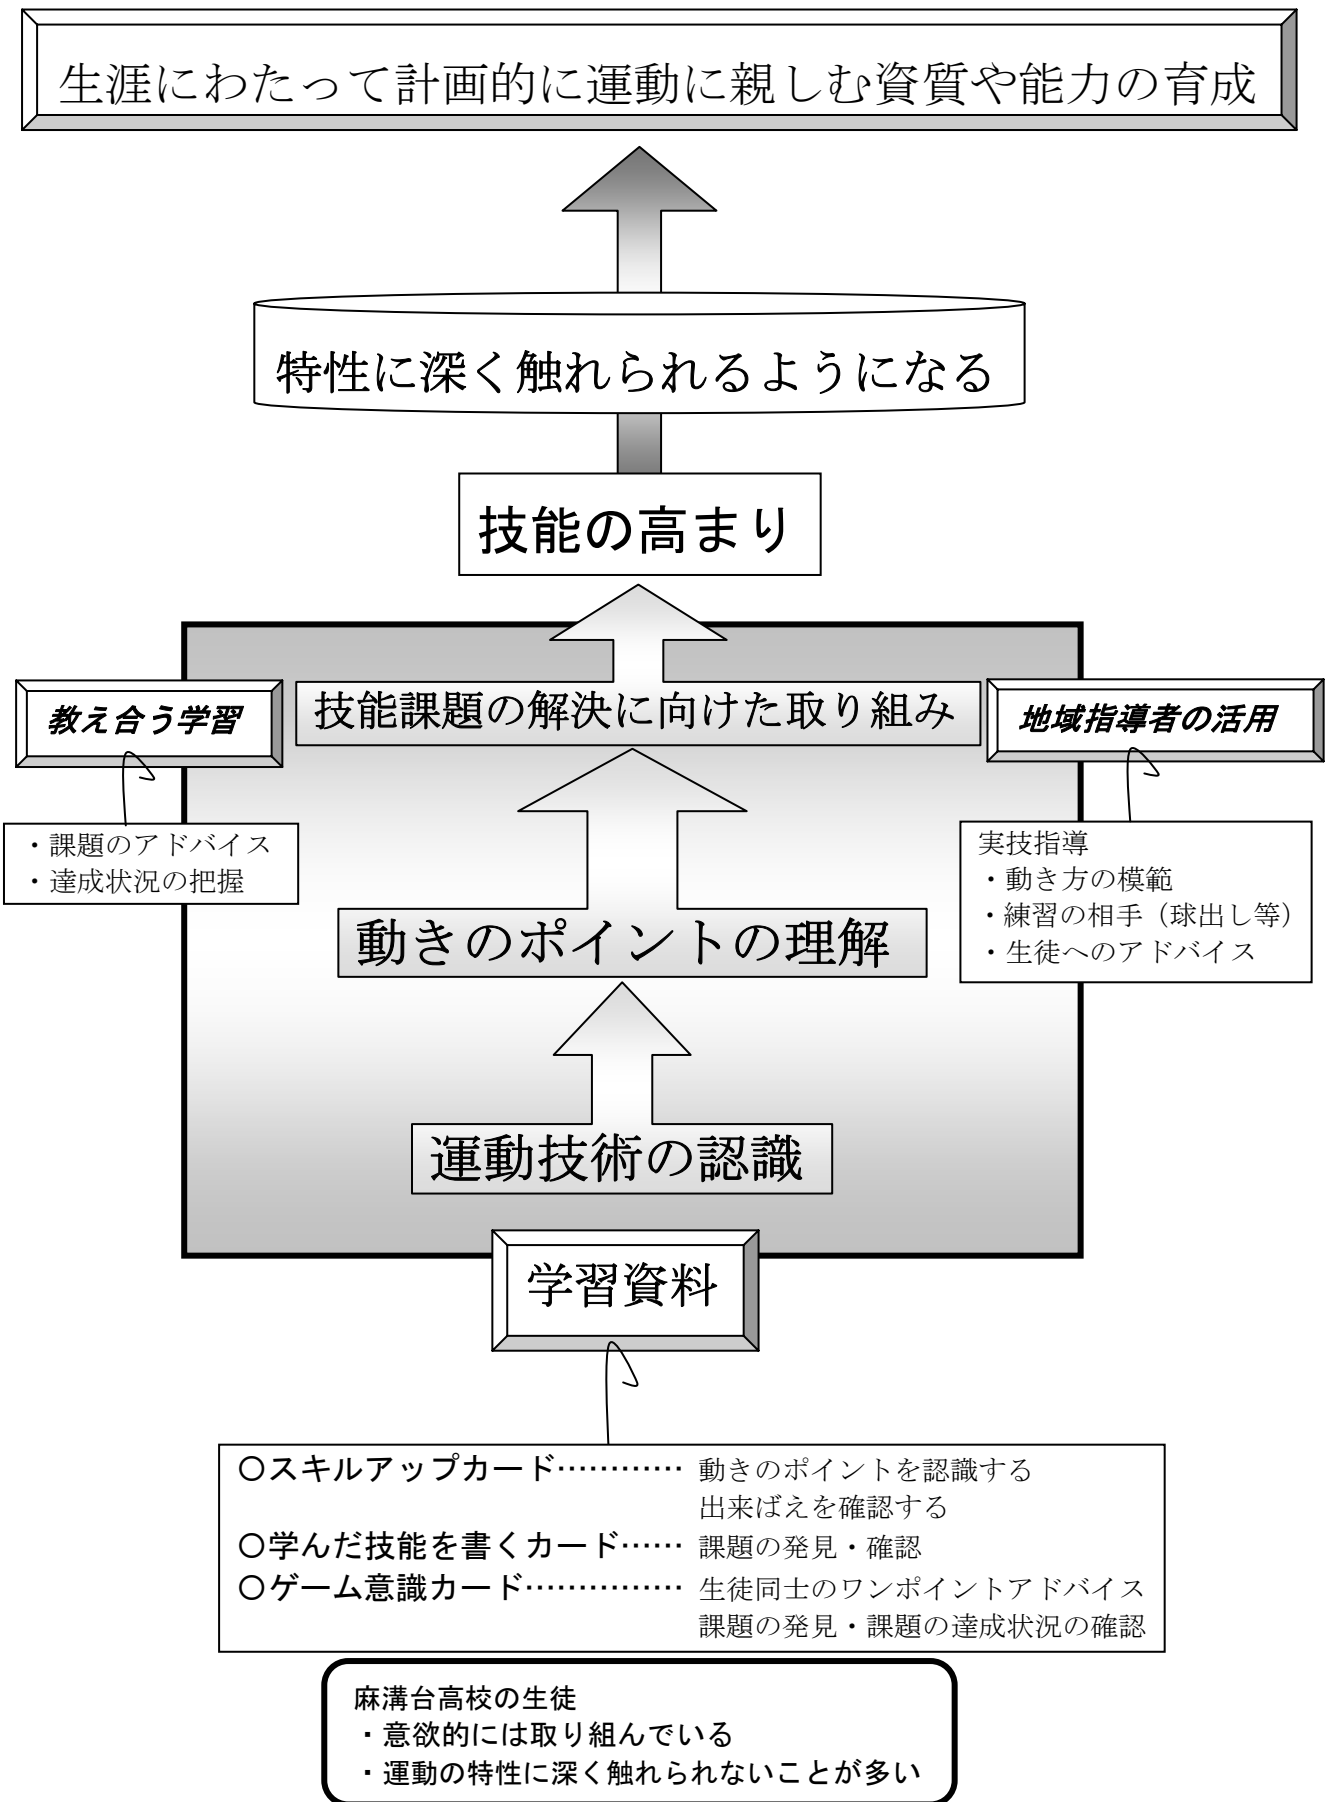 生涯にわたって計画的に運動に親しむ資質や能力の育成
特性に深く触れられるようになる
技能の高まり
技能課題の解決に向けた取り組み
教え合う学習
地域指導者の活用
・課題のアドバイス
・達成状況の把握
実技指導
・動き方の模範
・練習の相手（球出し等）
・生徒へのアドバイス
動きのポイントの理解
運動技術の認識
学習資料
〇スキルアップカード………… 動きのポイントを認識する
出来ばえを確認する
〇学んだ技能を書くカード…… 課題の発見・確認
〇ゲーム意識カード…………… 生徒同士のワンポイントアドバイス
課題の発見・課題の達成状況の確認
麻溝台高校の生徒
・意欲的には取り組んでいる
・運動の特性に深く触れられないことが多い